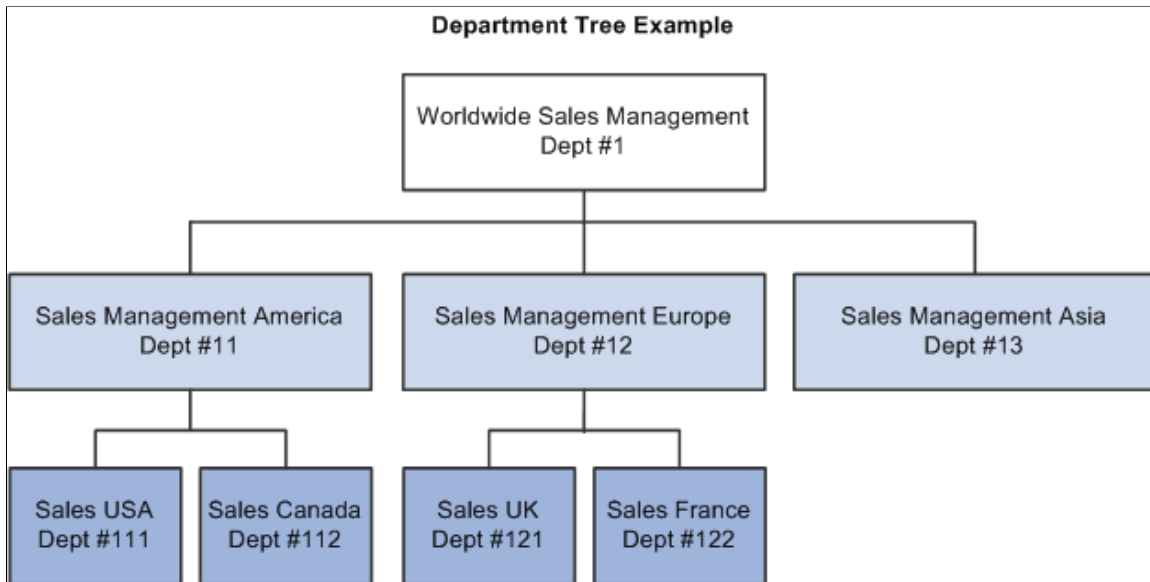 Department Tree Example
Worldwide Sales Management
Dept #1
Sales Management America
Dept #11
Sales Management Europe
Dept #12
Sales Management Asia
Dept #13
Sales USA
Dept #111
Sales Canada
Dept #112
Sales UK
Dept #121
Sales France
Dept #122